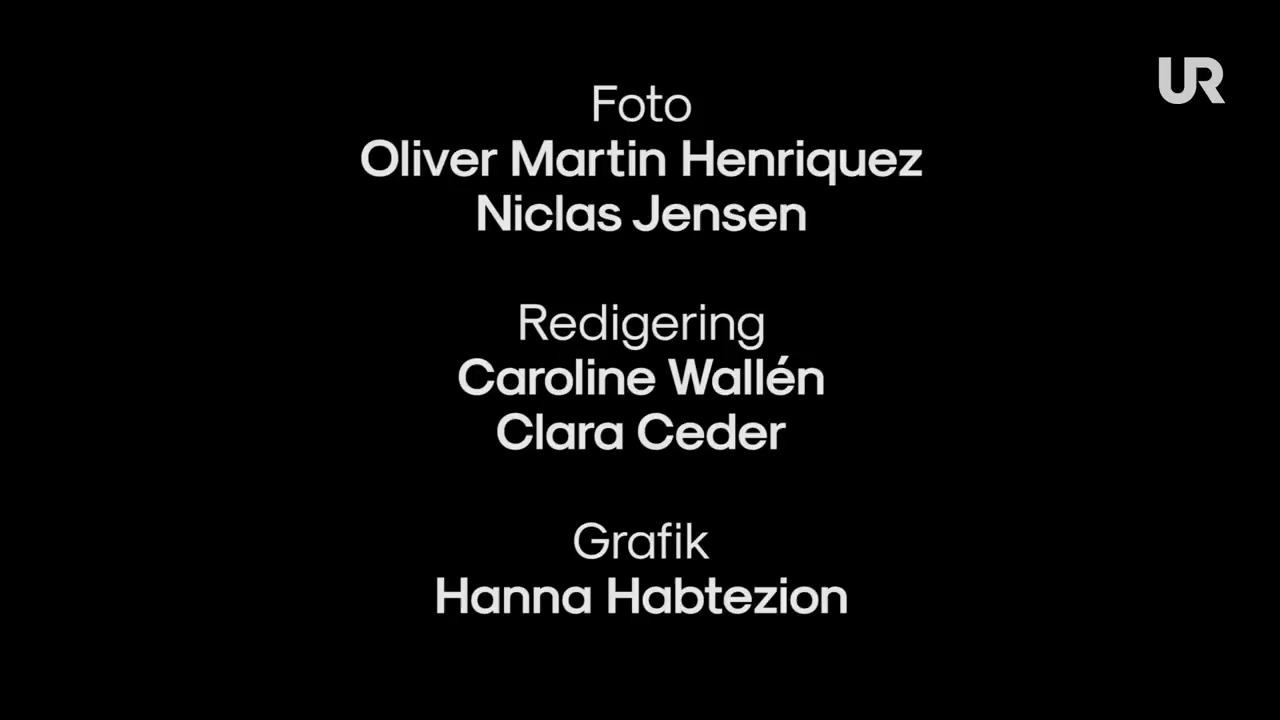 UR
Foto
Oliver Martin Henriquez
Niclas Jensen
Redigering
Caroline Wallén
Clara Ceder
Grafik
Hanna Habtezion